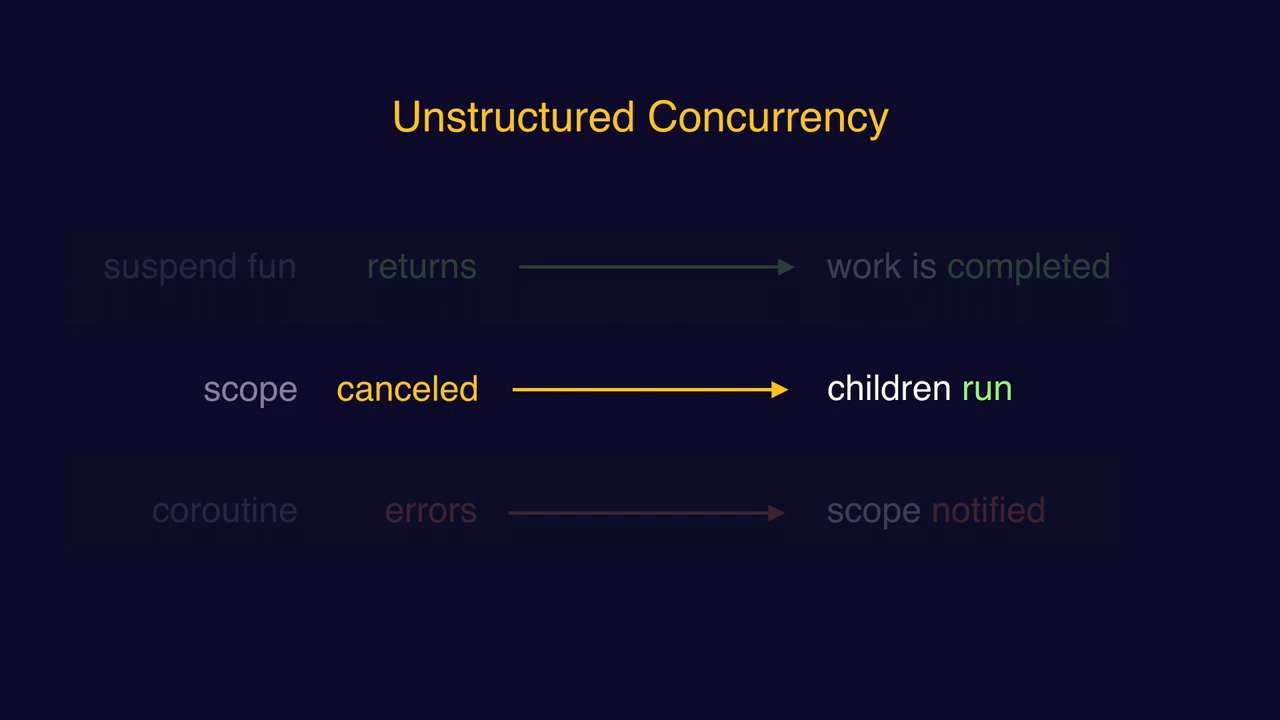 Unstructured Concurrency
suspend fun returns work is completed
scope canceled children run
coroutine errors scope notified